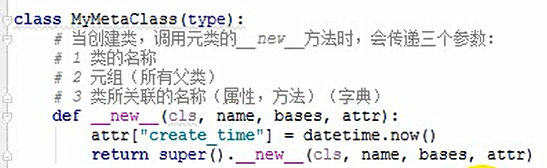 class MyMetaClass(type):
# 当创建类，调用元类的__new__方法时，会传递三个参数：
# 1 类的名称
# 2 元组（所有父类）
# 3 类所关联的名称（属性，方法）（字典）
def __new__(cls, name, bases, attr):
attr["create_time"] = datetime.now()
return super().__new__(cls, name, bases, attr)